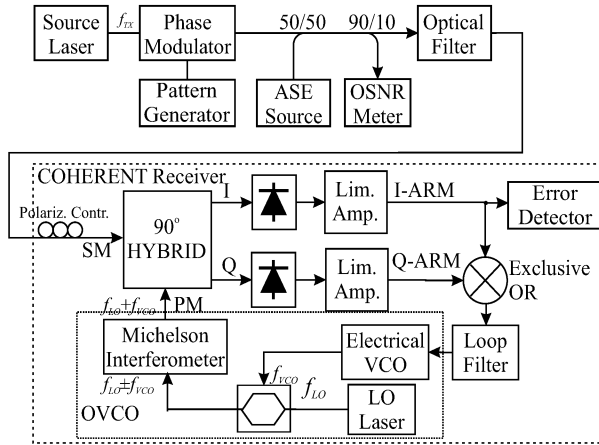 Source
Laser
f_TX
Phase
Modulator
50/50
90/10
Optical
Filter
Pattern
Generator
ASE
Source
OSNR
Meter
COHERENT Receiver
Polariz. Contr.
SM
90° HYBRID
I
Q
Lim.
Amp.
I-ARM
Error
Detector
Lim.
Amp.
Q-ARM
Exclusive
OR
f_LO±f_VCO
PM
Michelson
Interferometer
f_LO±f_VCO
OVCO
f_VCO
f_LO
Electrical
VCO
LO
Laser
Loop
Filter